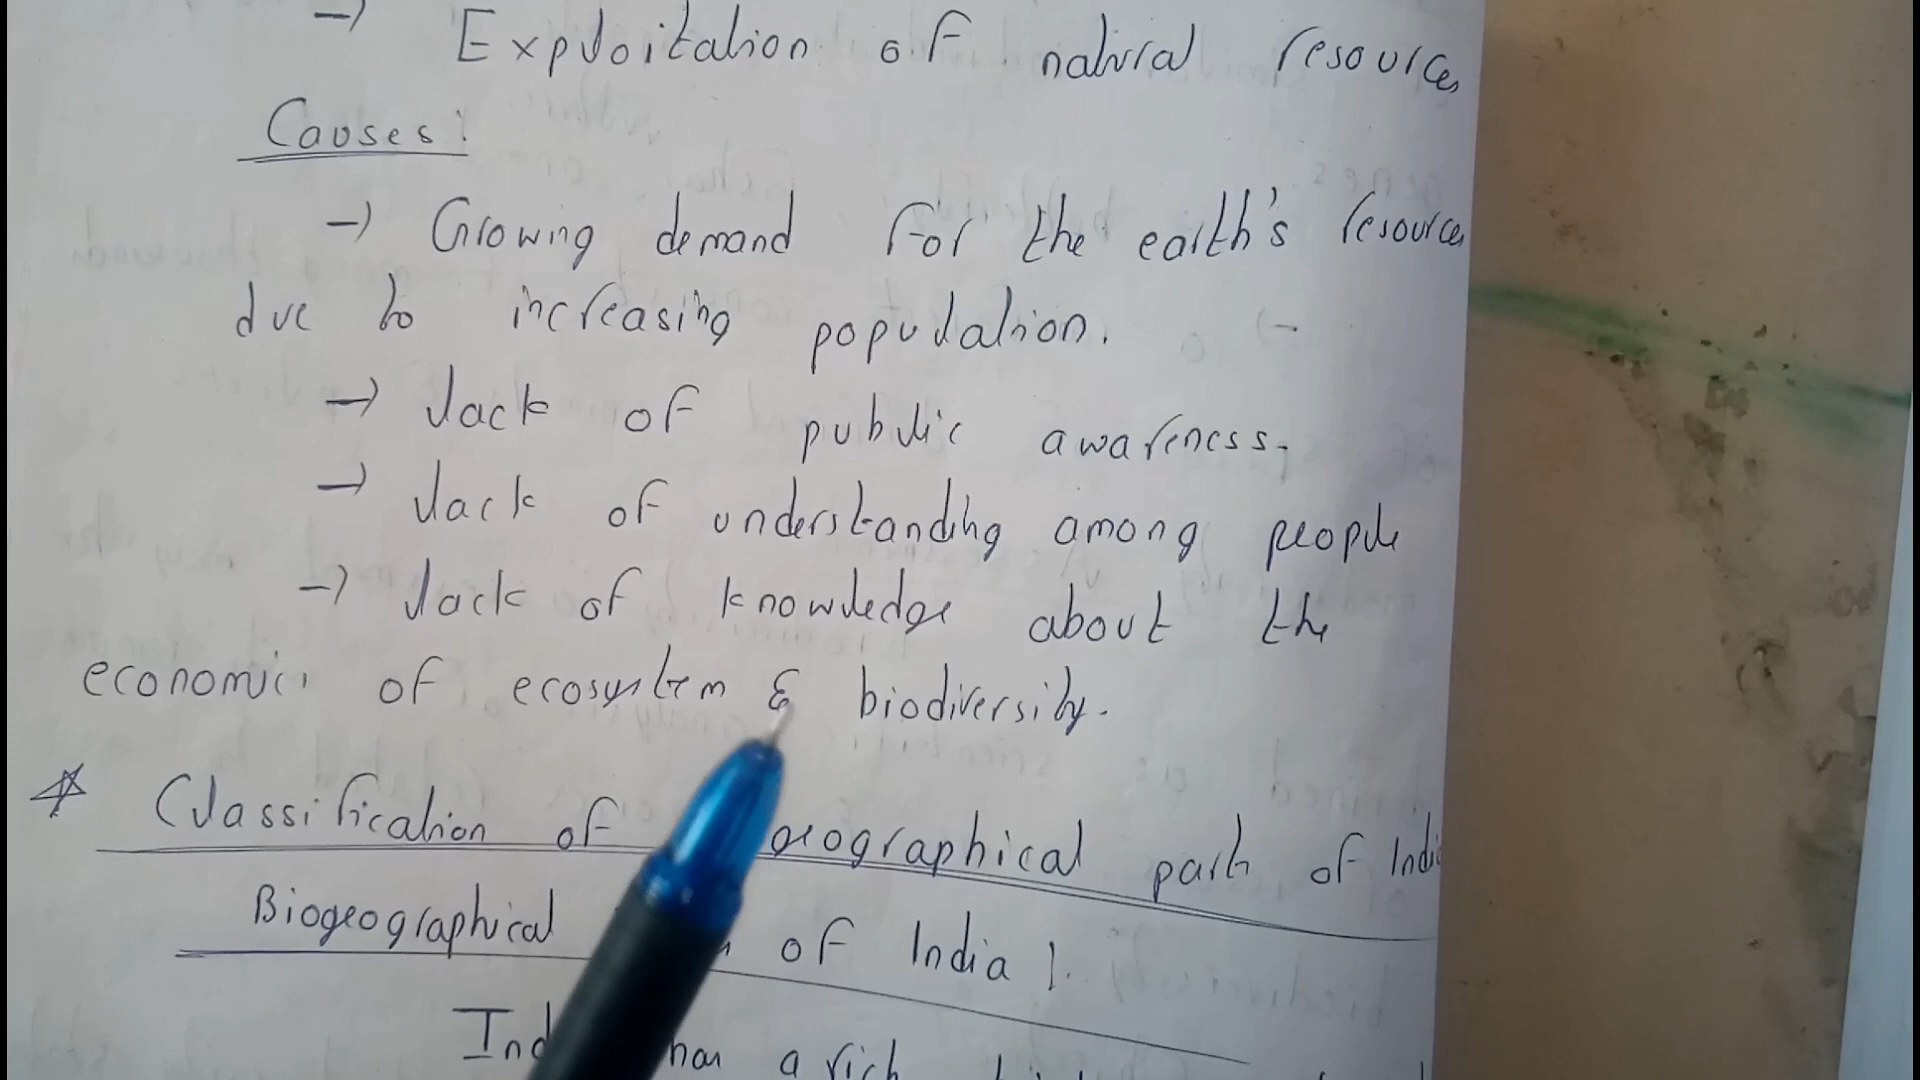 → Exploitation of natural resources
Causes:
→ Growing demand for the earth's resources
due to increasing population.
→ lack of public awareness.
→ lack of understanding among people
→ lack of knowledge about the
economics of ecosystem & biodiversity.
☆ Classification of geographical parts of India
Biogeographical of India :
has a rich